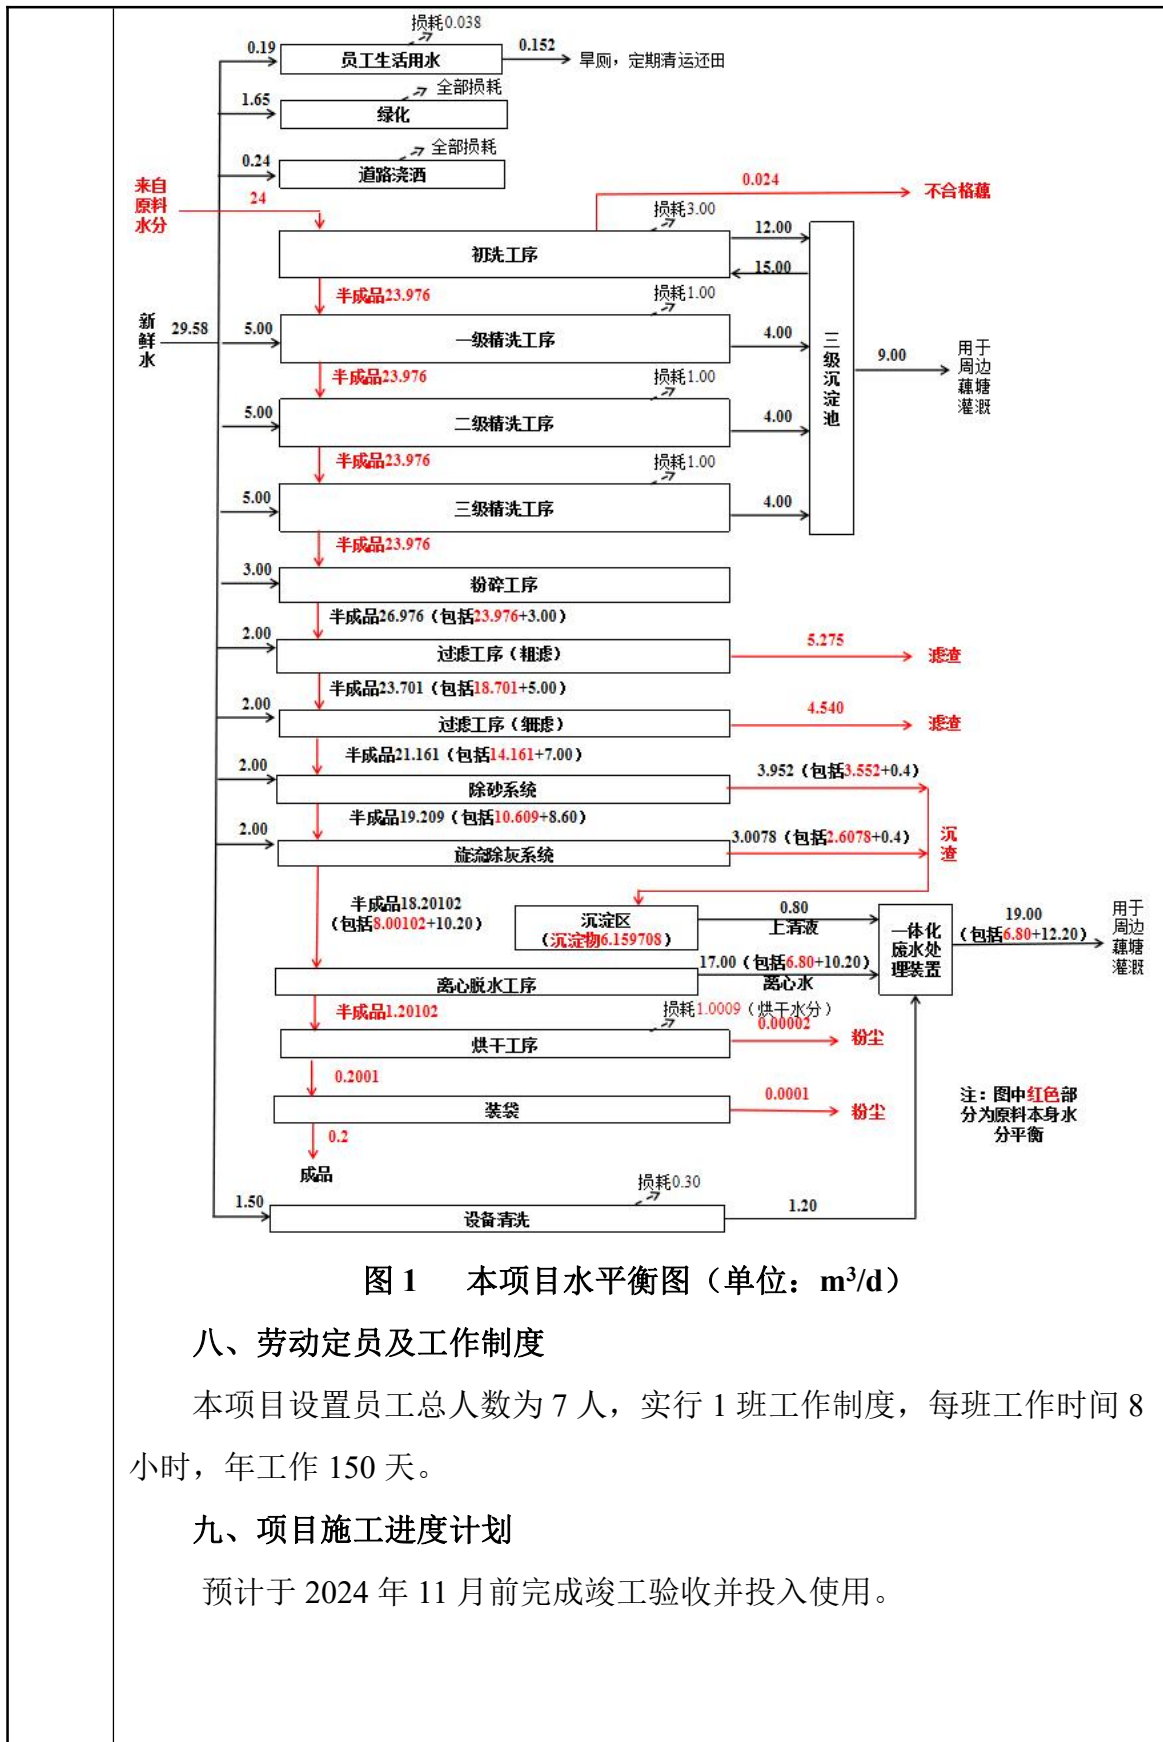 损耗0.038
0.19
员工生活用水
0.152
旱厕，定期清运还田
全部损耗
1.65
绿化
全部损耗
0.24
道路浇洒
来自
原料
水分
24
0.024
不合格藕
损耗3.00
初洗工序
12.00
15.00
半成品23.976
损耗1.00
新
鲜
水
29.58
5.00
一级精洗工序
4.00
三
级
沉
淀
池
9.00
用于
周边
藕塘
灌溉
半成品23.976
损耗1.00
5.00
二级精洗工序
4.00
半成品23.976
损耗1.00
5.00
三级精洗工序
4.00
半成品23.976
3.00
粉碎工序
半成品26.976（包括23.976+3.00）
2.00
过滤工序（粗滤）
5.275
滤渣
半成品23.701（包括18.701+5.00）
2.00
过滤工序（细滤）
4.540
滤渣
半成品21.161（包括14.161+7.00）
2.00
除砂系统
3.952（包括3.552+0.4）
半成品19.209（包括10.609+8.60）
2.00
旋流除灰系统
3.0078（包括2.6078+0.4）
沉
渣
半成品18.20102
（包括8.00102+10.20）
沉淀区
（沉淀物6.159708）
0.80
上清液
一体化
废水处
理装置
19.00
（包括6.80+12.20）
用于
周边
藕塘
灌溉
离心脱水工序
17.00（包括6.80+10.20）
离心水
半成品1.20102
损耗1.0009（烘干水分）
烘干工序
0.00002
粉尘
0.2001
装袋
0.0001
粉尘
0.2
成品
注：图中红色部
分为原料本身水
分平衡
损耗0.30
1.50
设备清洗
1.20
图 1 本项目水平衡图（单位：m³/d）
八、劳动定员及工作制度
本项目设置员工总人数为 7 人，实行 1 班工作制度，每班工作时间 8
小时，年工作 150 天。
九、项目施工进度计划
预计于 2024 年 11 月前完成竣工验收并投入使用。